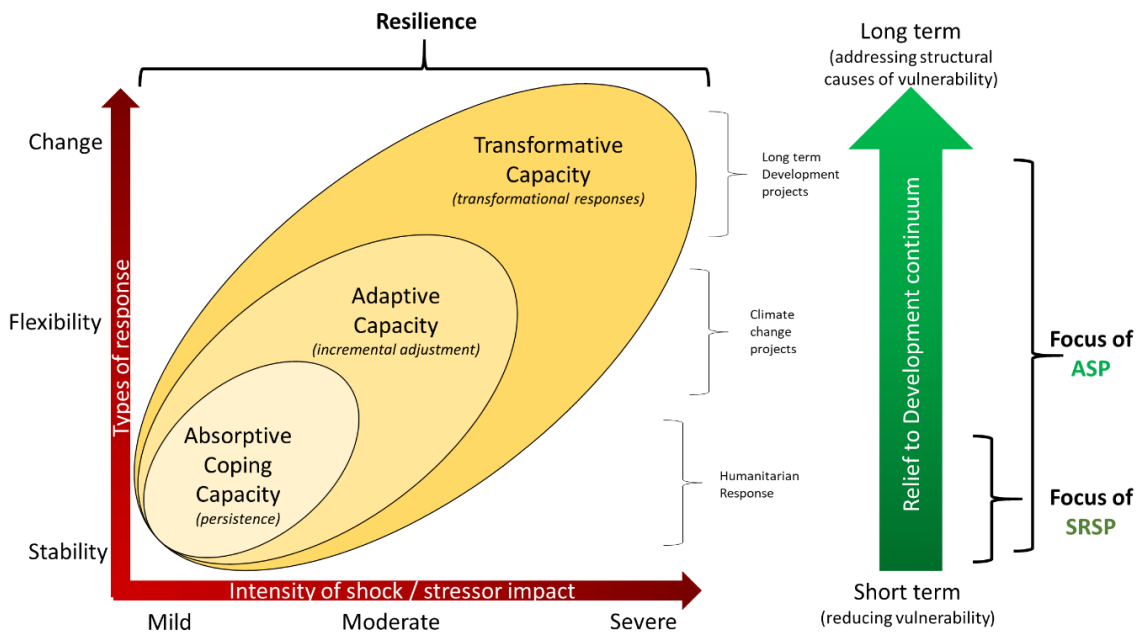 Resilience
Long term
(addressing structural
causes of vulnerability)
Change
Transformative
Capacity
(transformational responses)
Long term
Development
projects
Types of response
Flexibility
Adaptive
Capacity
(incremental adjustment)
Climate
change
projects
Relief to Development continuum
Focus of
ASP
Absorptive
Coping
Capacity
(persistence)
Humanitarian
Response
Focus of
SRSP
Stability
Intensity of shock / stressor impact
Mild
Moderate
Severe
Short term
(reducing vulnerability)